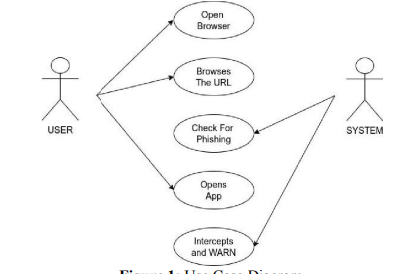 Open
Browser
Browses
The URL
USER
Check For
Phishing
SYSTEM
Opens
App
Intercepts
and WARN
Figure 1: Use Case Diagram